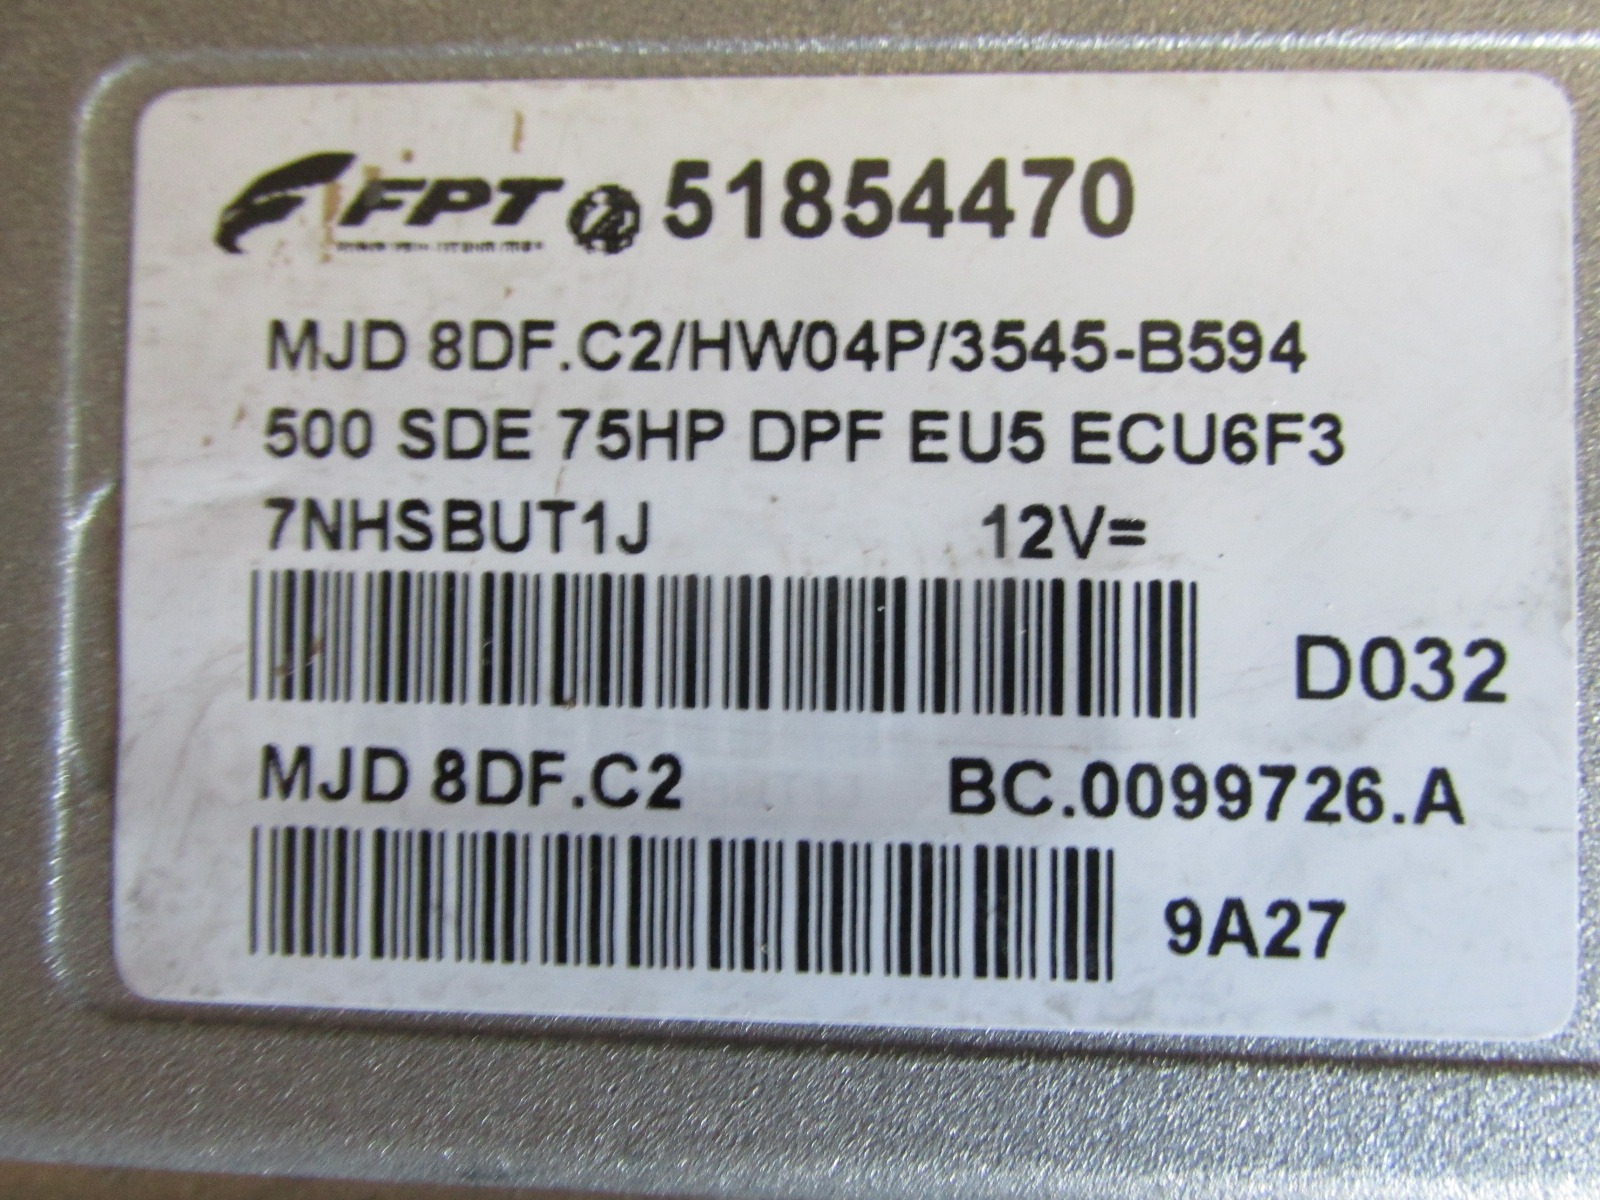 FPT 51854470
MJD 8DF.C2/HW04P/3545-B594
500 SDE 75HP DPF EU5 ECU6F3
7NHSBUT1J 12V=
D032
MJD 8DF.C2 BC.0099726.A
9A27